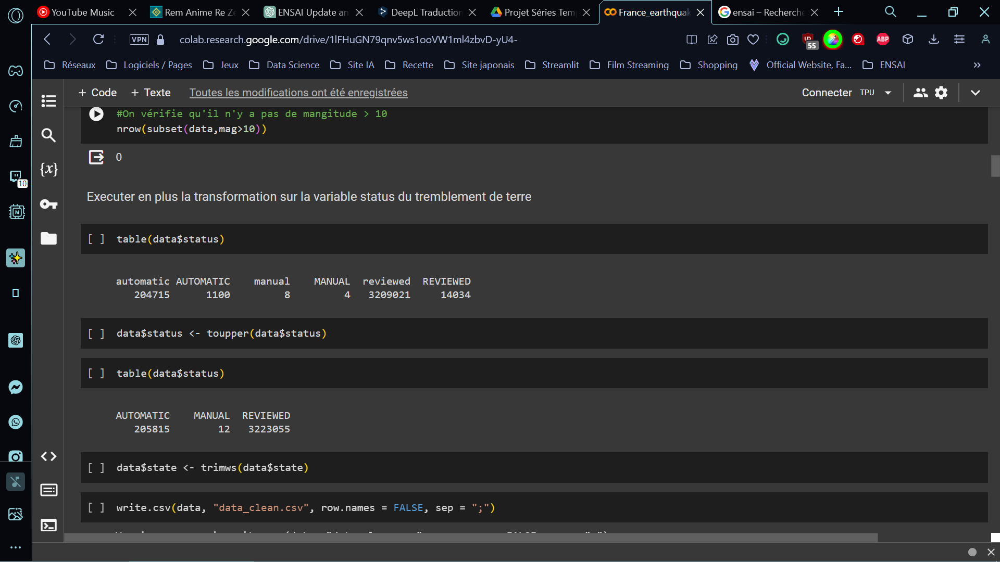 YouTube Music
Rem Anime Re Ze
ENSAI Update an
DeepL Traduction
Projet Séries Tem
France_earthquak
ensai – Recherche
VPN
colab.research.google.com/drive/1lFHuGN79qnv5ws1ooVW1ml4zbvD-yU4-
55
ABP
Réseaux
Logiciels / Pages
Jeux
Data Science
Site IA
Recette
Site japonais
Streamlit
Film Streaming
Shopping
Official Website, Fa...
ENSAI
»
+ Code + Texte Toutes les modifications ont été enregistrées
Connecter TPU
#On vérifie qu'il n'y a pas de mangitude > 10
nrow(subset(data,mag>10))
0
{x}
10
M
Executer en plus la transformation sur la variable status du tremblement de terre
[ ] table(data$status)
automatic AUTOMATIC manual MANUAL reviewed REVIEWED
204715 1100 8 4 3209021 14034
[ ] data$status <- toupper(data$status)
[ ] table(data$status)
AUTOMATIC MANUAL REVIEWED
205815 12 3223055
[ ] data$state <- trimws(data$state)
[ ] write.csv(data, "data_clean.csv", row.names = FALSE, sep = ";")